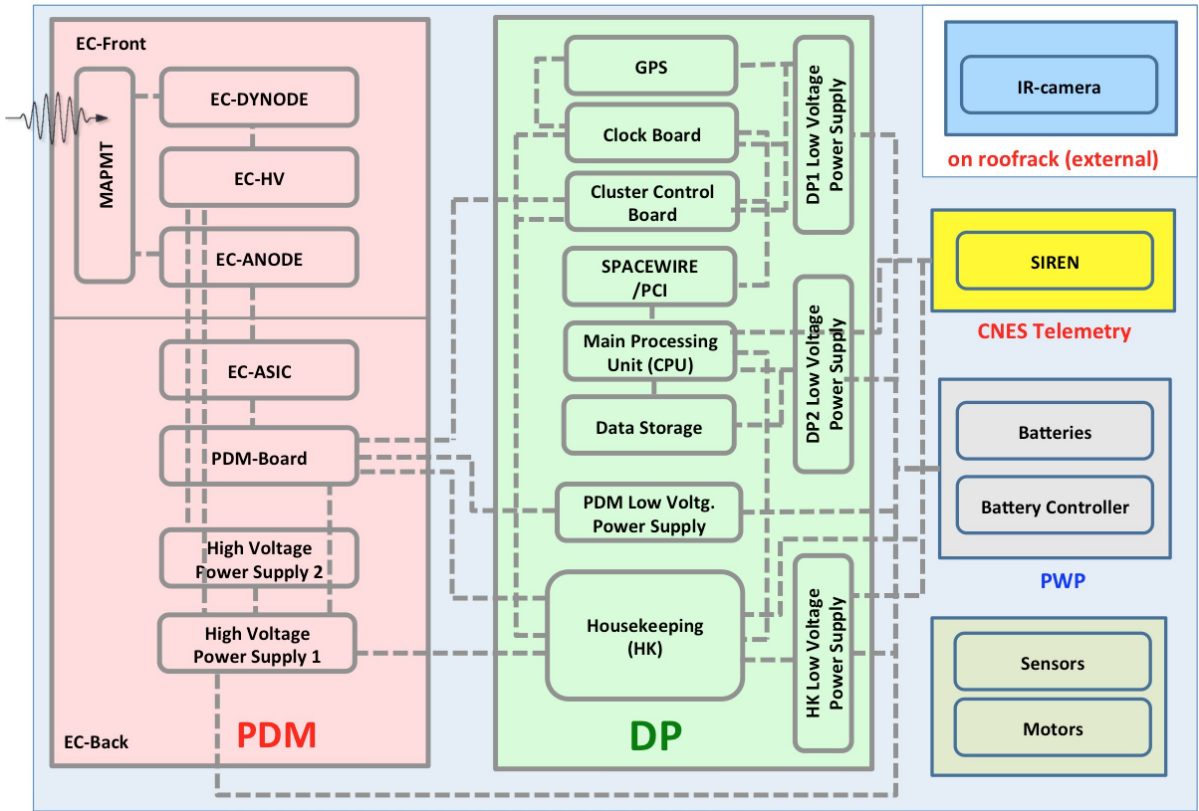 EC-Front
MAPMT
EC-DYNODE
EC-HV
EC-ANODE
EC-ASIC
PDM-Board
High Voltage
Power Supply 2
High Voltage
Power Supply 1
EC-Back
PDM
GPS
Clock Board
Cluster Control
Board
SPACEWIRE
/PCI
Main Processing
Unit (CPU)
Data Storage
PDM Low Voltg.
Power Supply
Housekeeping
(HK)
DP1 Low Voltage
Power Supply
DP2 Low Voltage
Power Supply
HK Low Voltage
Power Supply
DP
IR-camera
on roofrack (external)
SIREN
CNES Telemetry
Batteries
Battery Controller
PWP
Sensors
Motors